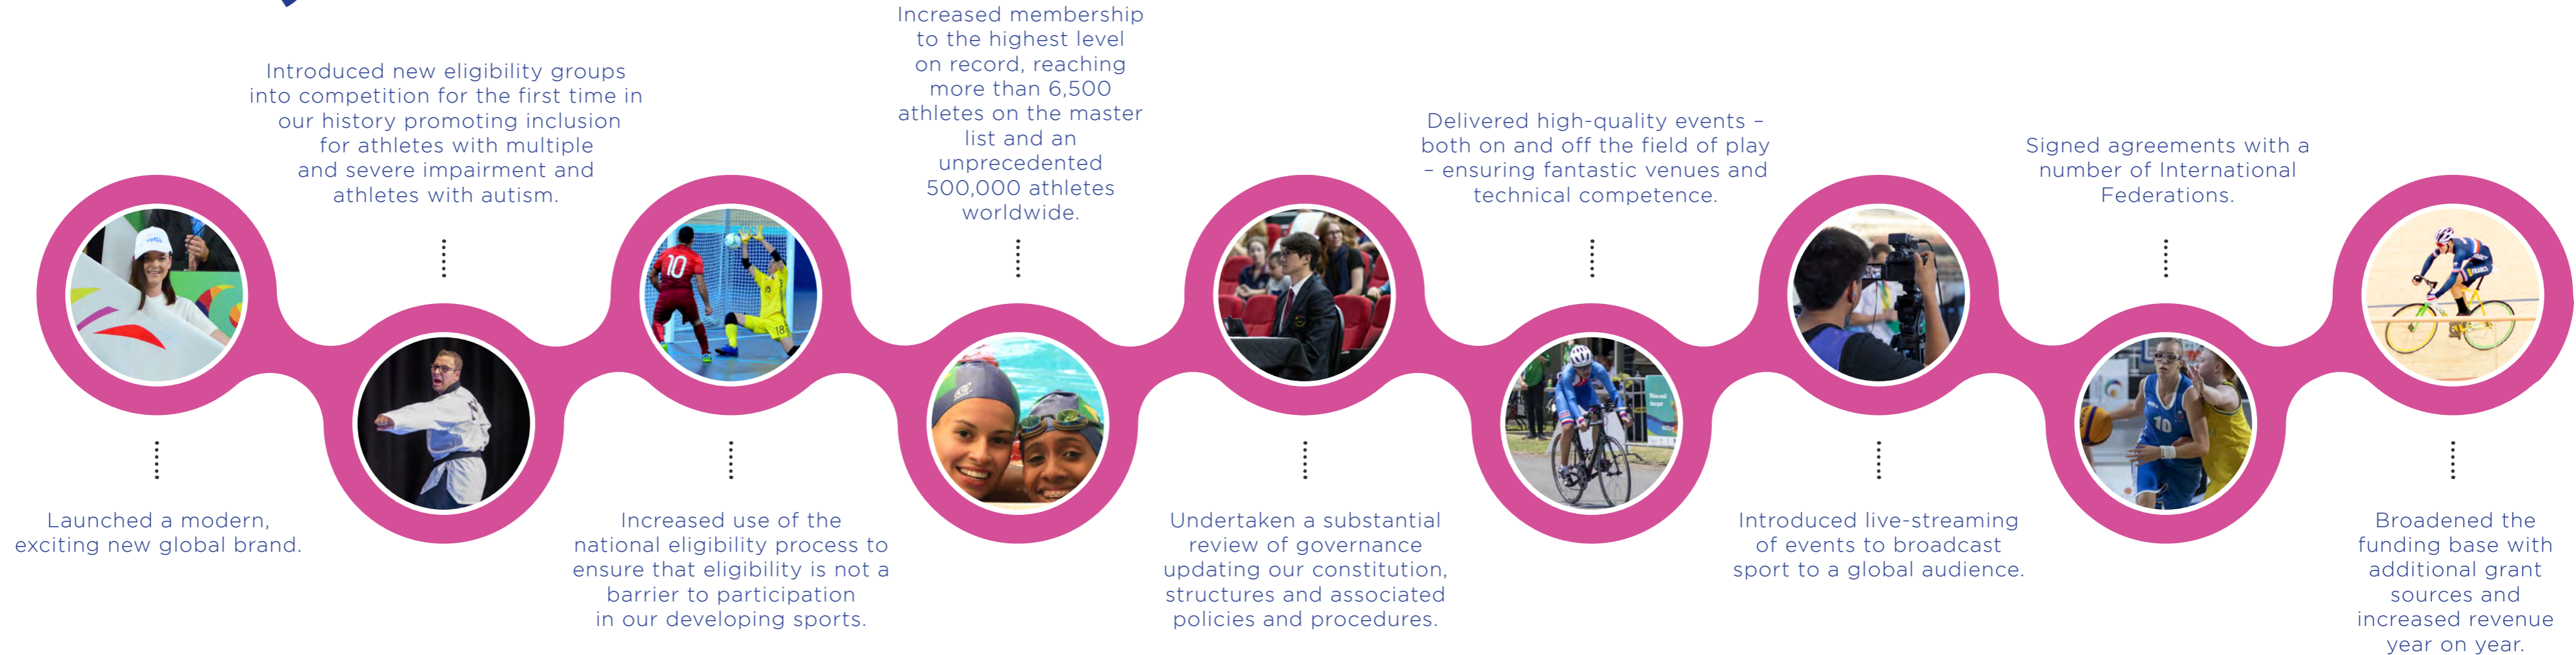 Launched a modern,
exciting new global brand.
Introduced new eligibility groups
into competition for the first time in
our history promoting inclusion
for athletes with multiple
and severe impairment and
athletes with autism.
Increased use of the
national eligibility process to
ensure that eligibility is not a
barrier to participation
in our developing sports.
Increased membership
to the highest level
on record, reaching
more than 6,500
athletes on the master
list and an
unprecedented
500,000 athletes
worldwide.
Undertaken a substantial
review of governance
updating our constitution,
structures and associated
policies and procedures.
Delivered high-quality events –
both on and off the field of play
– ensuring fantastic venues and
technical competence.
Introduced live-streaming
of events to broadcast
sport to a global audience.
Signed agreements with a
number of International
Federations.
Broadened the
funding base with
additional grant
sources and
increased revenue
year on year.
virtus
10
18
10
FRANCE